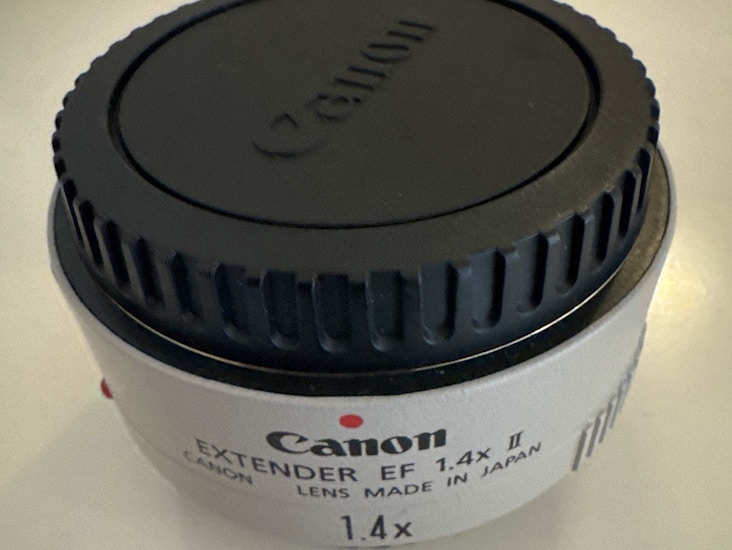 Canon
Canon
EXTENDER EF 1.4x II
CANON LENS MADE IN JAPAN
1.4x